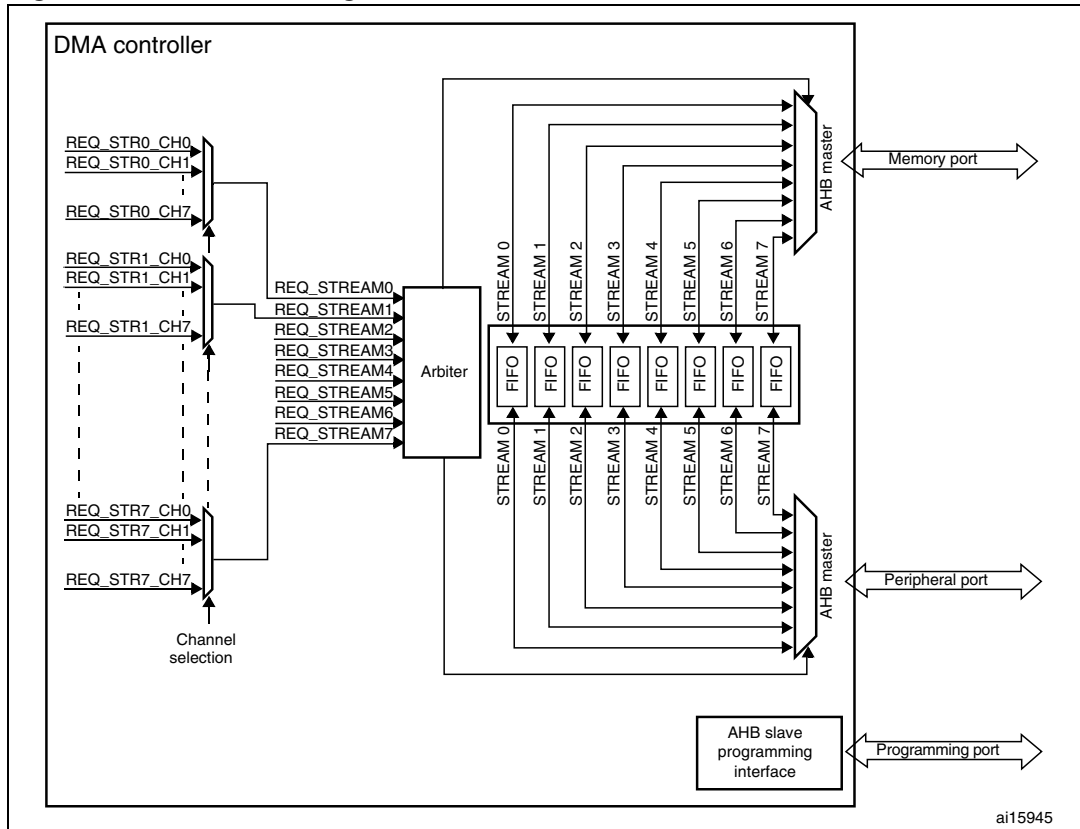 DMA controller
REQ_STR0_CH0
REQ_STR0_CH1
REQ_STR0_CH7
REQ_STR1_CH0
REQ_STR1_CH1
REQ_STR1_CH7
REQ_STR7_CH0
REQ_STR7_CH1
REQ_STR7_CH7
Channel
selection
REQ_STREAM0
REQ_STREAM1
REQ_STREAM2
REQ_STREAM3
REQ_STREAM4
REQ_STREAM5
REQ_STREAM6
REQ_STREAM7
Arbiter
STREAM 0
STREAM 1
STREAM 2
STREAM 3
STREAM 4
STREAM 5
STREAM 6
STREAM 7
FIFO
FIFO
FIFO
FIFO
FIFO
FIFO
FIFO
FIFO
STREAM 0
STREAM 1
STREAM 2
STREAM 3
STREAM 4
STREAM 5
STREAM 6
STREAM 7
AHB master
Memory port
AHB master
Peripheral port
AHB slave
programming
interface
Programming port
ai15945